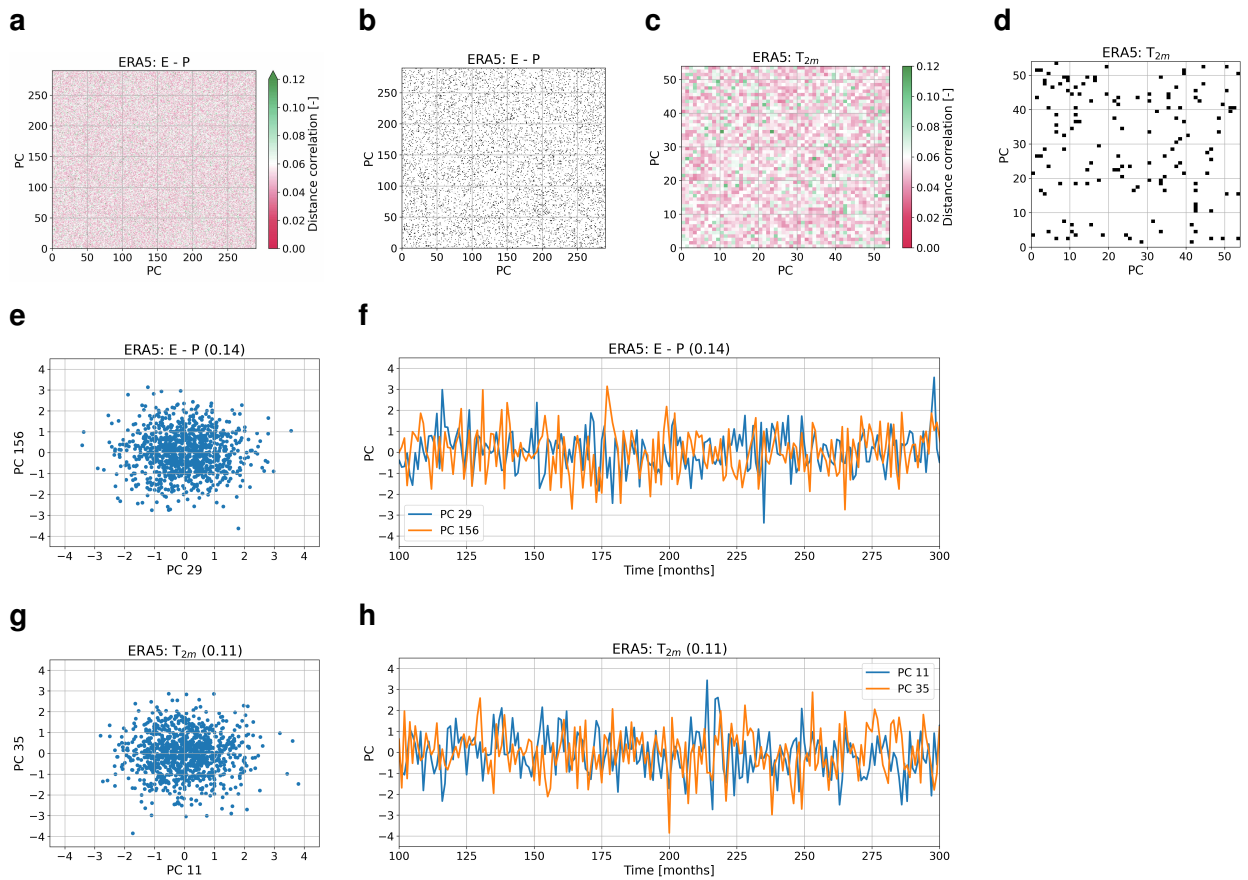 a
ERA5: E - P
250
200
150
100
50
0
0 50 100 150 200 250
PC
PC
0.12
0.10
0.08
0.06
0.04
0.02
0.00
Distance correlation [-]
b
ERA5: E - P
250
200
150
100
50
0
0 50 100 150 200 250
PC
PC
c
ERA5: T2m
50
40
30
20
10
0
0 10 20 30 40 50
PC
PC
0.12
0.10
0.08
0.06
0.04
0.02
0.00
Distance correlation [-]
d
ERA5: T2m
50
40
30
20
10
0
0 10 20 30 40 50
PC
PC
e
ERA5: E - P (0.14)
4
3
2
1
0
−1
−2
−3
−4
−4 −3 −2 −1 0 1 2 3 4
PC 156
PC 29
f
ERA5: E - P (0.14)
4
3
2
1
0
−1
−2
−3
−4
PC
PC 29
PC 156
100 125 150 175 200 225 250 275 300
Time [months]
g
ERA5: T2m (0.11)
4
3
2
1
0
−1
−2
−3
−4
−4 −3 −2 −1 0 1 2 3 4
PC 35
PC 11
h
ERA5: T2m (0.11)
4
3
2
1
0
−1
−2
−3
−4
PC
PC 11
PC 35
100 125 150 175 200 225 250 275 300
Time [months]